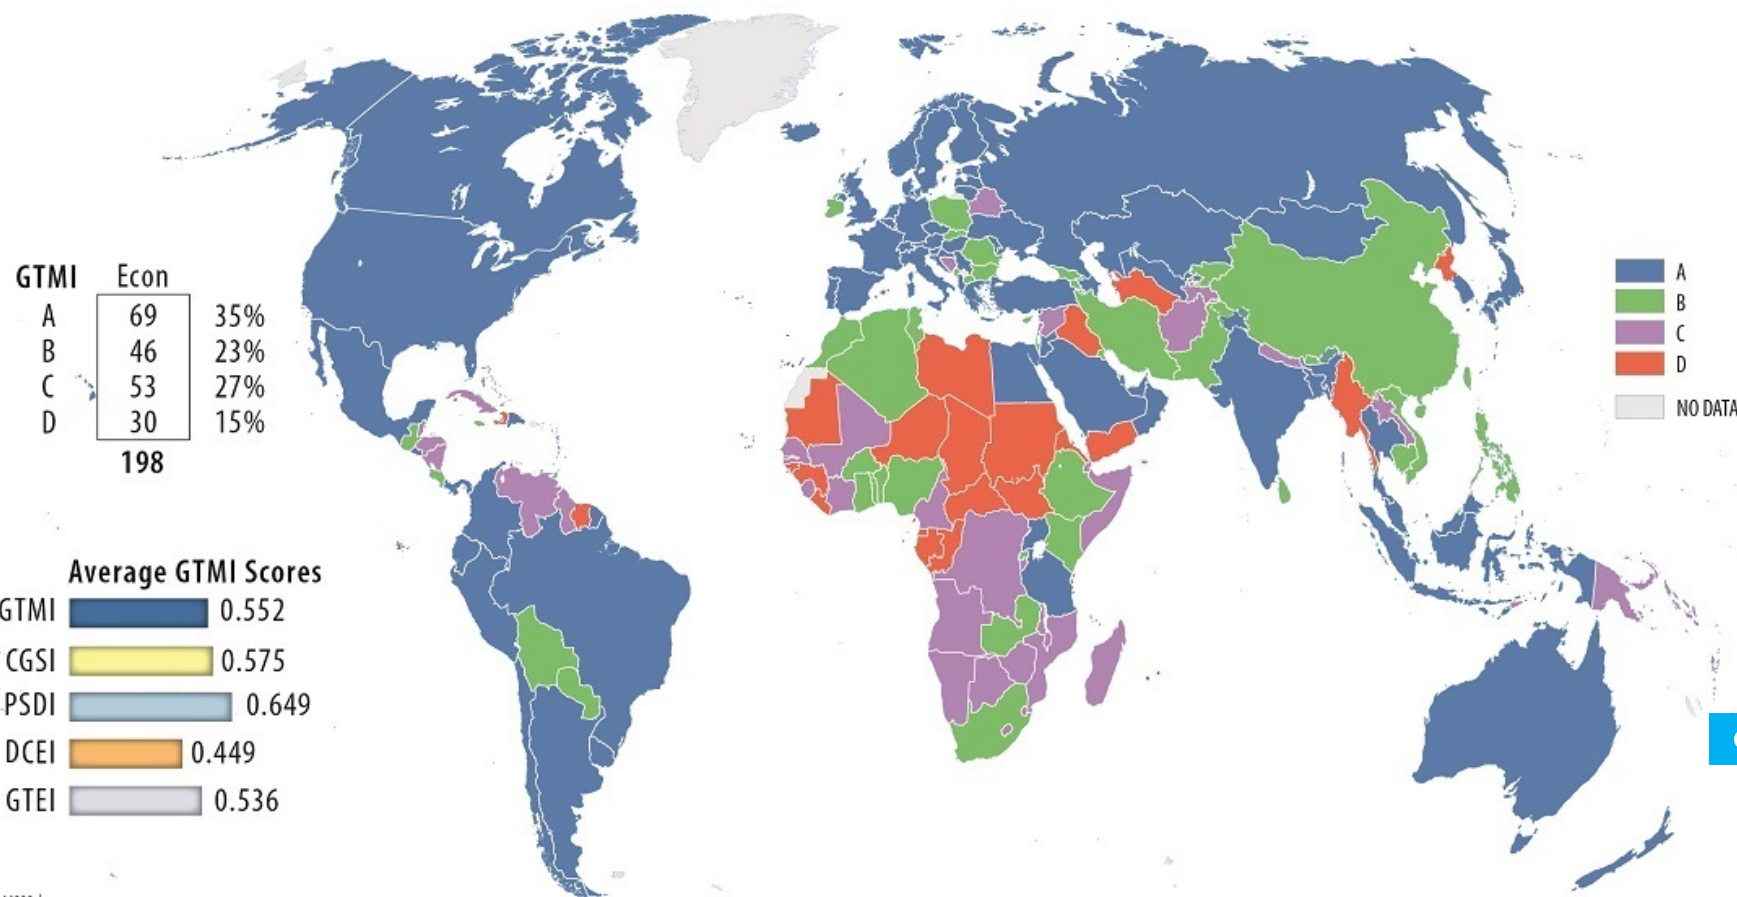 GTMI Econ
A 69 35%
B 46 23%
C 53 27%
D 30 15%
198
Average GTMI Scores
GTMI 0.552
CGSI 0.575
PSDI 0.649
DCEI 0.449
GTEI 0.536
A
B
C
D
NO DATA